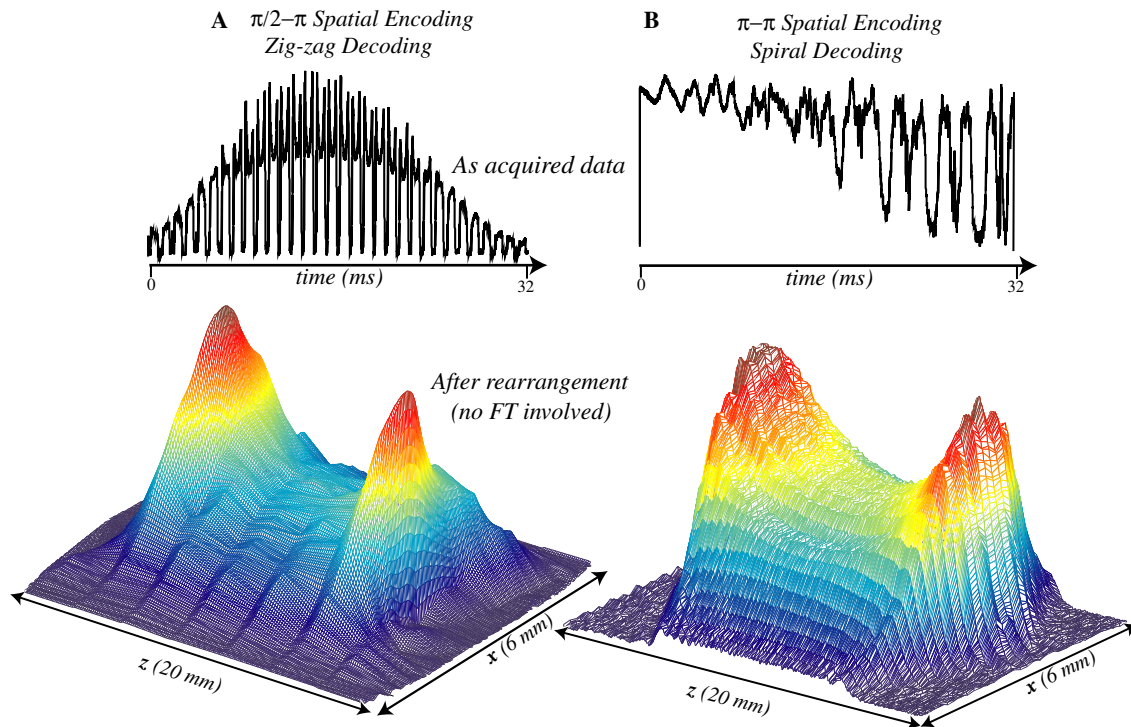 A π/2–π Spatial Encoding
Zig-zag Decoding
B π–π Spatial Encoding
Spiral Decoding
As acquired data
0
time (ms)
32
0
time (ms)
32
After rearrangement
(no FT involved)
z (20 mm)
x (6 mm)
z (20 mm)
x (6 mm)